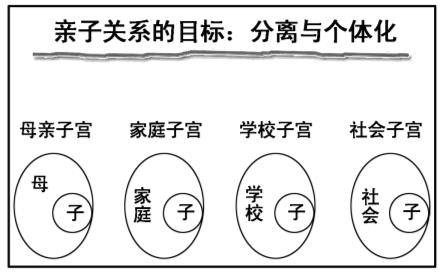 亲子关系的目标：分离与个体化
母亲子宫 家庭子宫 学校子宫 社会子宫
母 子 家庭 子 学校 子 社会 子